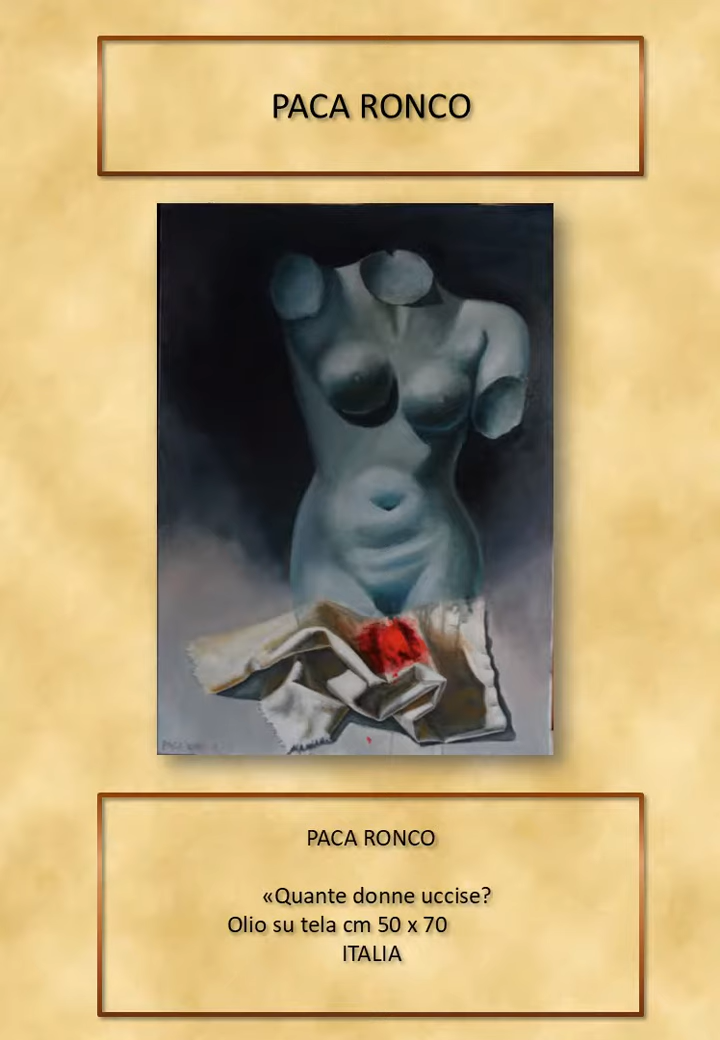 PACA RONCO
PACA RONCO
«Quante donne uccise?
Olio su tela cm 50 x 70
ITALIA